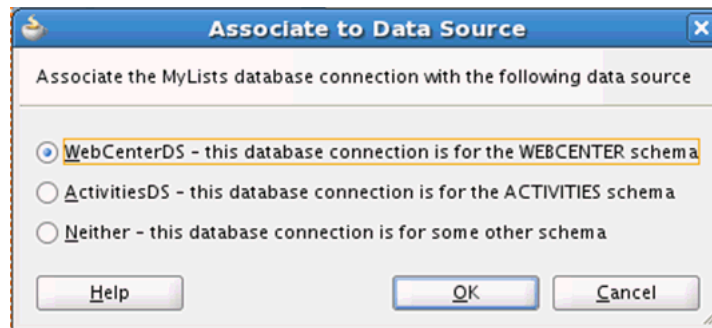 Associate to Data Source
Associate the MyLists database connection with the following data source
WebCenterDS - this database connection is for the WEBCENTER schema
ActivitiesDS - this database connection is for the ACTIVITIES schema
Neither - this database connection is for some other schema
Help OK Cancel